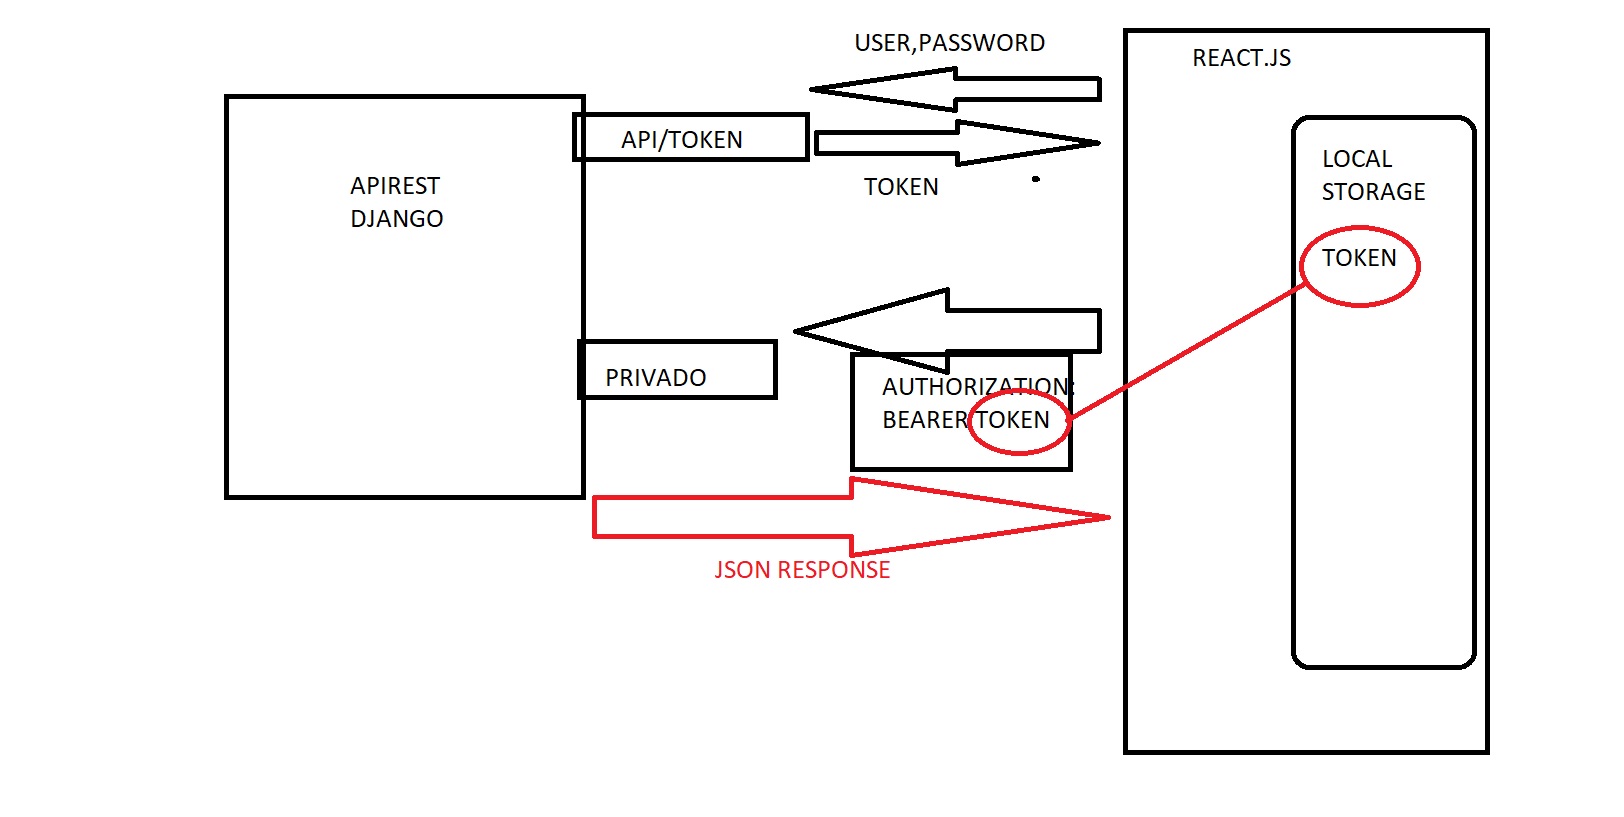 USER,PASSWORD
REACT.JS
API/TOKEN
TOKEN
APIREST
DJANGO
LOCAL
STORAGE
TOKEN
PRIVADO
AUTHORIZATION:
BEARER TOKEN
JSON RESPONSE